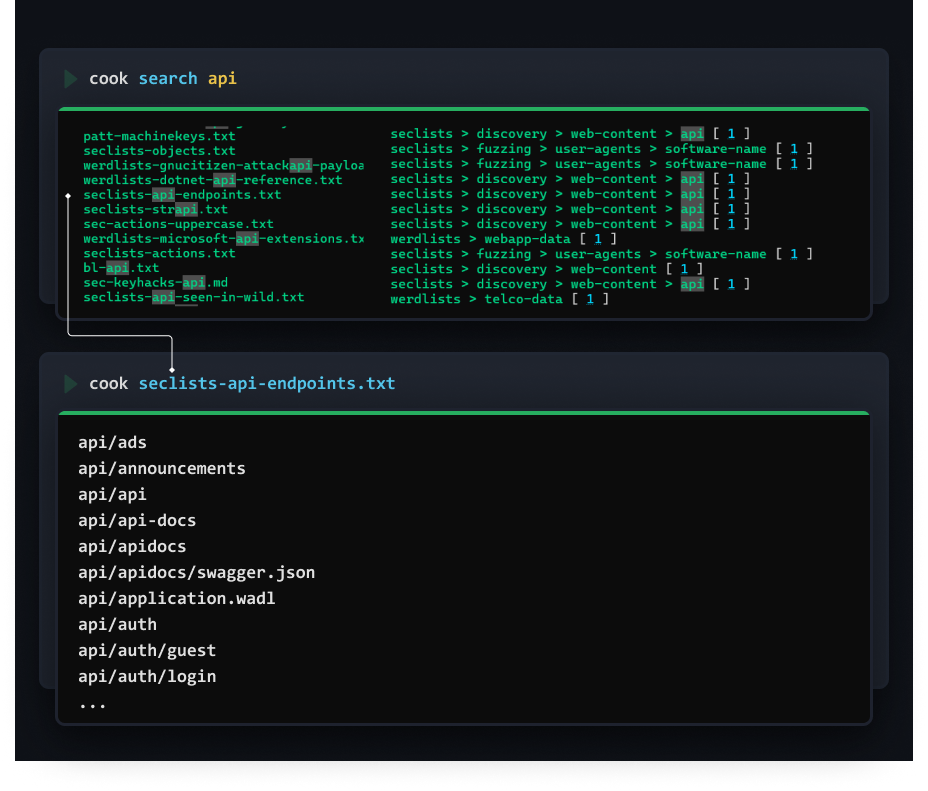 cook search api
patt-machinekeys.txt seclists > discovery > web-content > api [ 1 ]
seclists-objects.txt seclists > fuzzing > user-agents > software-name [ 1 ]
werdlists-gnucitizen-attackapi-payloa seclists > fuzzing > user-agents > software-name [ 1 ]
werdlists-dotnet-api-reference.txt seclists > discovery > web-content > api [ 1 ]
seclists-api-endpoints.txt seclists > discovery > web-content > api [ 1 ]
seclists-strapi.txt seclists > discovery > web-content > api [ 1 ]
sec-actions-uppercase.txt seclists > discovery > web-content > api [ 1 ]
werdlists-microsoft-api-extensions.tx werdlists > webapp-data [ 1 ]
seclists-actions.txt seclists > fuzzing > user-agents > software-name [ 1 ]
bl-api.txt seclists > discovery > web-content [ 1 ]
sec-keyhacks-api.md seclists > discovery > web-content > api [ 1 ]
seclists-api-seen-in-wild.txt werdlists > telco-data [ 1 ]
cook seclists-api-endpoints.txt
api/ads
api/announcements
api/api
api/api-docs
api/apidocs
api/apidocs/swagger.json
api/application.wadl
api/auth
api/auth/guest
api/auth/login
...